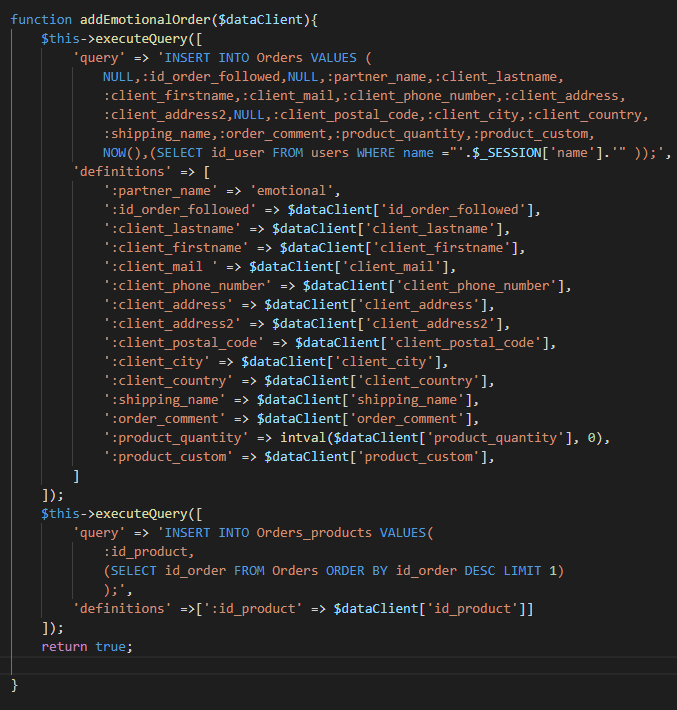 function addEmotionalOrder($dataClient){
$this->executeQuery([
'query' => 'INSERT INTO Orders VALUES (
NULL,:id_order_followed,NULL,:partner_name,:client_lastname,
:client_firstname,:client_mail,:client_phone_number,:client_address,
:client_address2,NULL,:client_postal_code,:client_city,:client_country,
:shipping_name,:order_comment,:product_quantity,:product_custom,
NOW(),(SELECT id_user FROM users WHERE name ="'.$_SESSION['name'].'" ));',
'definitions' => [
':partner_name' => 'emotional',
':id_order_followed' => $dataClient['id_order_followed'],
':client_lastname' => $dataClient['client_lastname'],
':client_firstname' => $dataClient['client_firstname'],
':client_mail ' => $dataClient['client_mail'],
':client_phone_number' => $dataClient['client_phone_number'],
':client_address' => $dataClient['client_address'],
':client_address2' => $dataClient['client_address2'],
':client_postal_code' => $dataClient['client_postal_code'],
':client_city' => $dataClient['client_city'],
':client_country' => $dataClient['client_country'],
':shipping_name' => $dataClient['shipping_name'],
':order_comment' => $dataClient['order_comment'],
':product_quantity' => intval($dataClient['product_quantity'], 0),
':product_custom' => $dataClient['product_custom'],
]
]);
$this->executeQuery([
'query' => 'INSERT INTO Orders_products VALUES(
:id_product,
(SELECT id_order FROM Orders ORDER BY id_order DESC LIMIT 1)
);',
'definitions' =>[':id_product' => $dataClient['id_product']]
]);
return true;
}